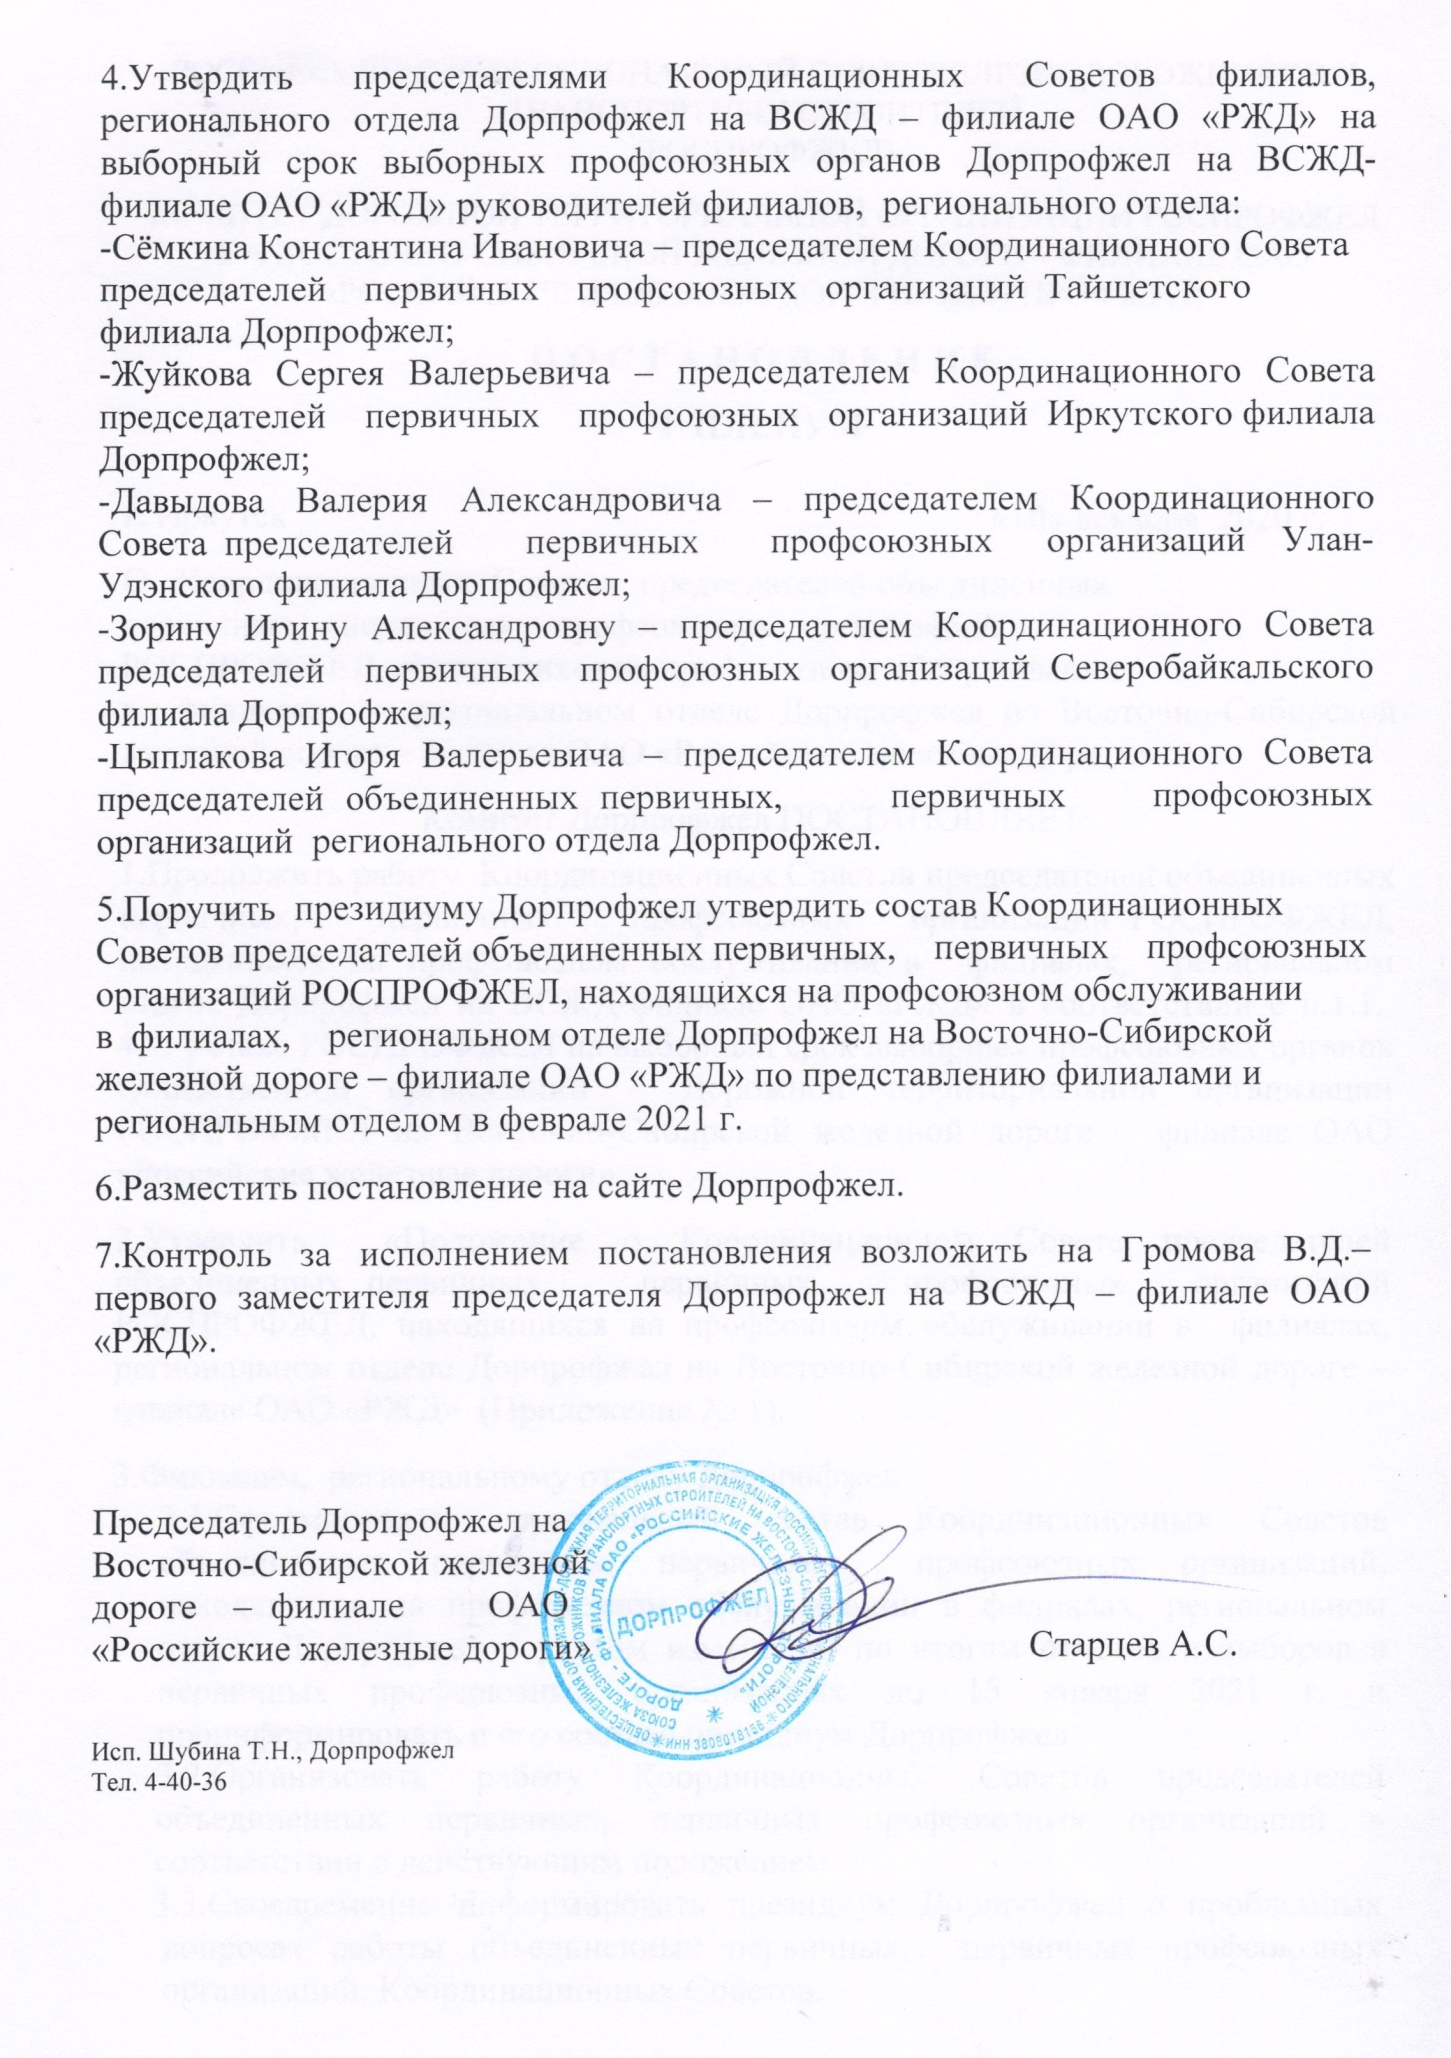 4.Утвердить председателями Координационных Советов филиалов,
регионального отдела Дорпрофжел на ВСЖД – филиале ОАО «РЖД» на
выборный срок выборных профсоюзных органов Дорпрофжел на ВСЖД-
филиале ОАО «РЖД» руководителей филиалов, регионального отдела:
-Сёмкина Константина Ивановича – председателем Координационного Совета
председателей первичных профсоюзных организаций Тайшетского
филиала Дорпрофжел;
-Жуйкова Сергея Валерьевича – председателем Координационного Совета
председателей первичных профсоюзных организаций Иркутского филиала
Дорпрофжел;
-Давыдова Валерия Александровича – председателем Координационного
Совета председателей первичных профсоюзных организаций Улан-
Удэнского филиала Дорпрофжел;
-Зорину Ирину Александровну – председателем Координационного Совета
председателей первичных профсоюзных организаций Северобайкальского
филиала Дорпрофжел;
-Цыплакова Игоря Валерьевича – председателем Координационного Совета
председателей объединенных первичных, первичных профсоюзных
организаций регионального отдела Дорпрофжел.
5.Поручить президиуму Дорпрофжел утвердить состав Координационных
Советов председателей объединенных первичных, первичных профсоюзных
организаций РОСПРОФЖЕЛ, находящихся на профсоюзном обслуживании
в филиалах, региональном отделе Дорпрофжел на Восточно-Сибирской
железной дороге – филиале ОАО «РЖД» по представлению филиалами и
региональным отделом в феврале 2021 г.
6.Разместить постановление на сайте Дорпрофжел.
7.Контроль за исполнением постановления возложить на Громова В.Д.–
первого заместителя председателя Дорпрофжел на ВСЖД – филиале ОАО
«РЖД».
Председатель Дорпрофжел на
Восточно-Сибирской железной
дороге – филиале ОАО
«Российские железные дороги»
Старцев А.С.
ДОРПРОФЖЕЛ
ИНН 3808018156
Исп. Шубина Т.Н., Дорпрофжел
Тел. 4-40-36